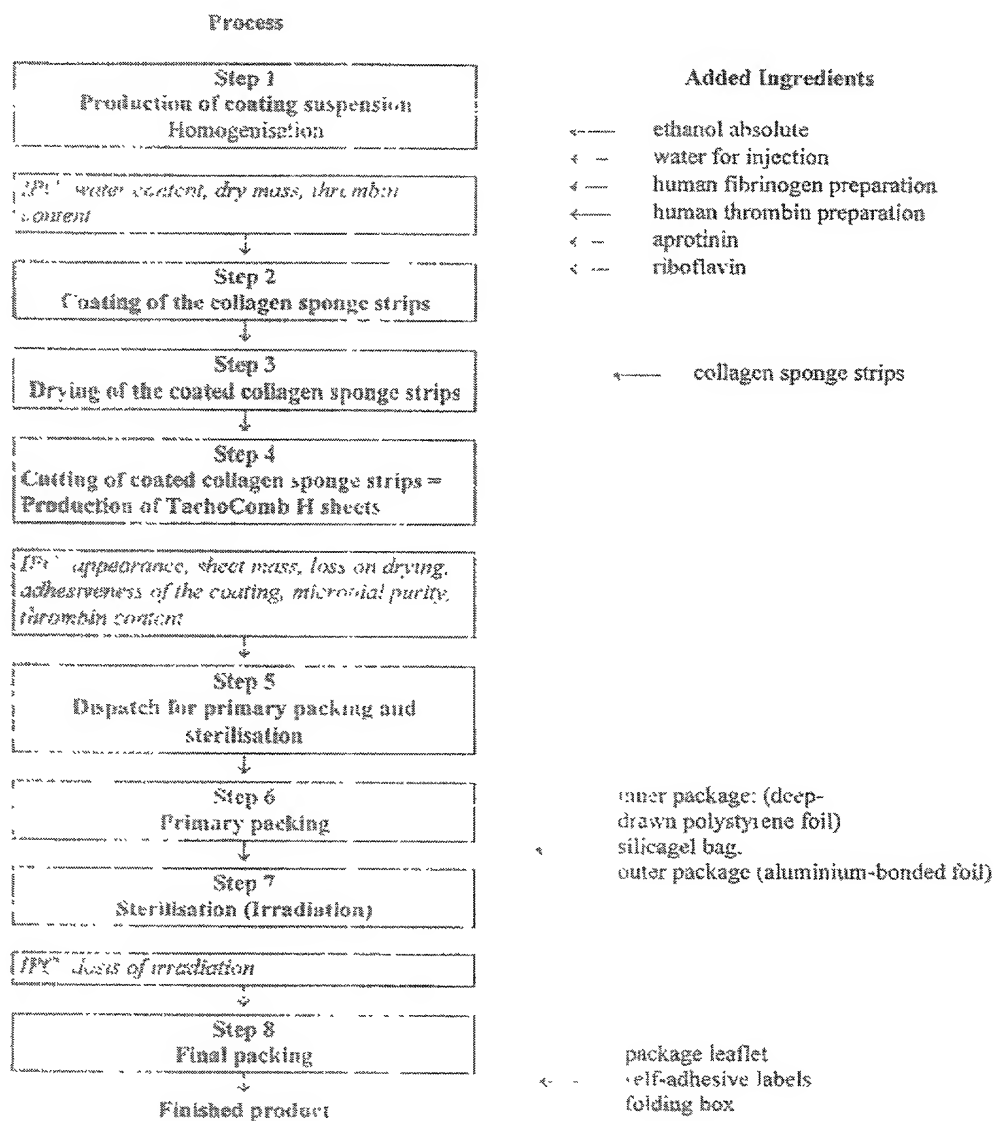 Process
Step 1
Production of coating suspension
Homogenisation
IPC water content, dry mass, thrombin
content
Step 2
Coating of the collagen sponge strips
Step 3
Drying of the coated collagen sponge strips
Step 4
Cutting of coated collagen sponge strips =
Production of TachoComb H sheets
IPC appearance, sheet mass, loss on drying,
adhesiveness of the coating, microbial purity,
thrombin content
Step 5
Dispatch for primary packing and
sterilisation
Step 6
Primary packing
Step 7
Sterilisation (Irradiation)
IPC dosis of irradiation
Step 8
Final packing
Finished product
Added Ingredients
ethanol absolute
water for injection
human fibrinogen preparation
human thrombin preparation
aprotinin
riboflavin
collagen sponge strips
inner package: (deep-
drawn polystyrene foil)
silicagel bag,
outer package (aluminium-bonded foil)
package leaflet
self-adhesive labels
folding box